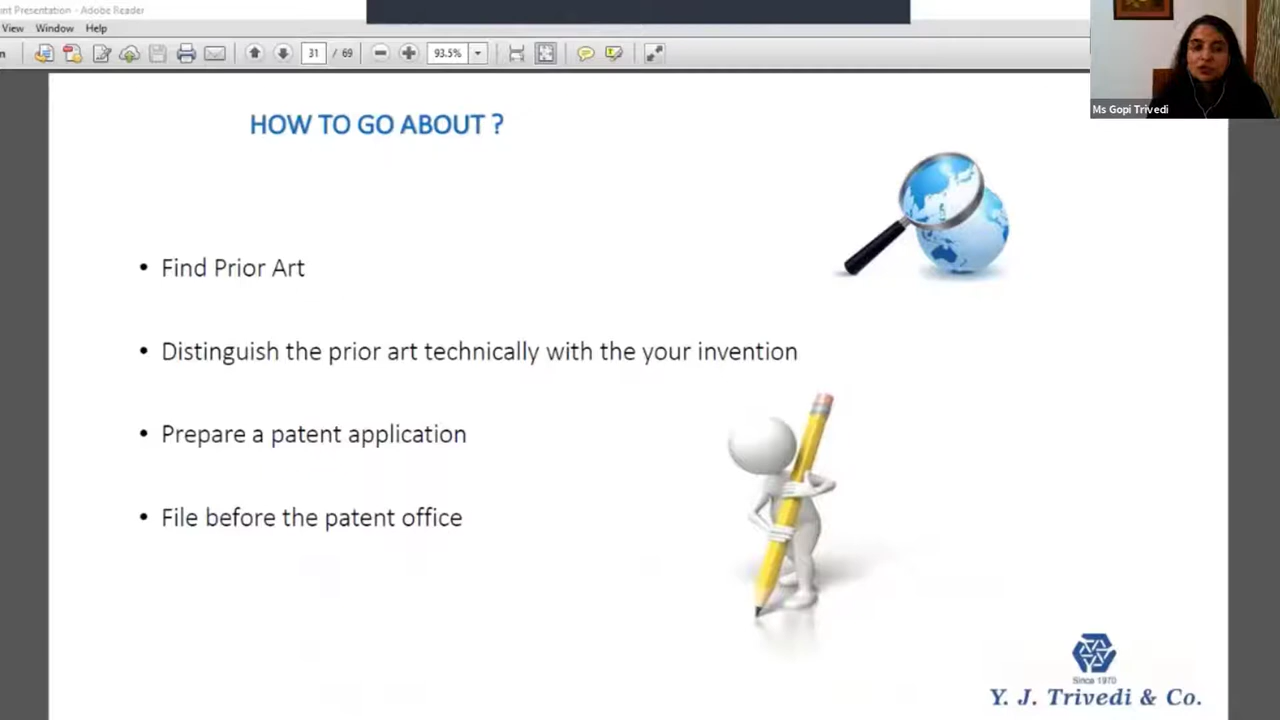 nt Presentation - Adobe Reader
View Window Help
31 / 69 93.5%
Ms Gopi Trivedi
HOW TO GO ABOUT ?
• Find Prior Art
• Distinguish the prior art technically with the your invention
• Prepare a patent application
• File before the patent office
Since 1970
Y. J. Trivedi & Co.